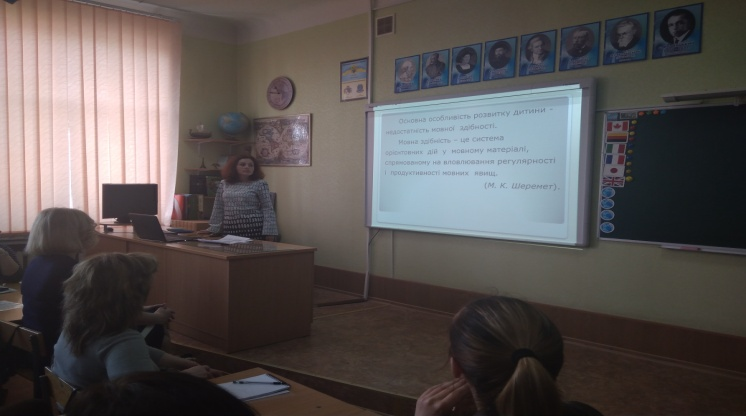 Основна особливість розвитку дитини -
недостатність мовної здібності.
Мовна здібність – це система
орієнтовних дій у мовному матеріалі,
спрямованому на вловлювання регулярності
і продуктивності мовних явищ.
(М. К. Шеремет).